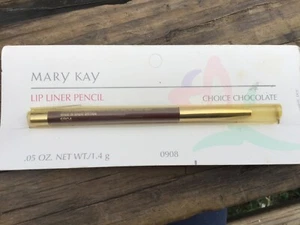 MARY KAY
LIP LINER PENCIL
CHOICE CHOCOLATE
.05 OZ. NET WT/1.4 g
0908